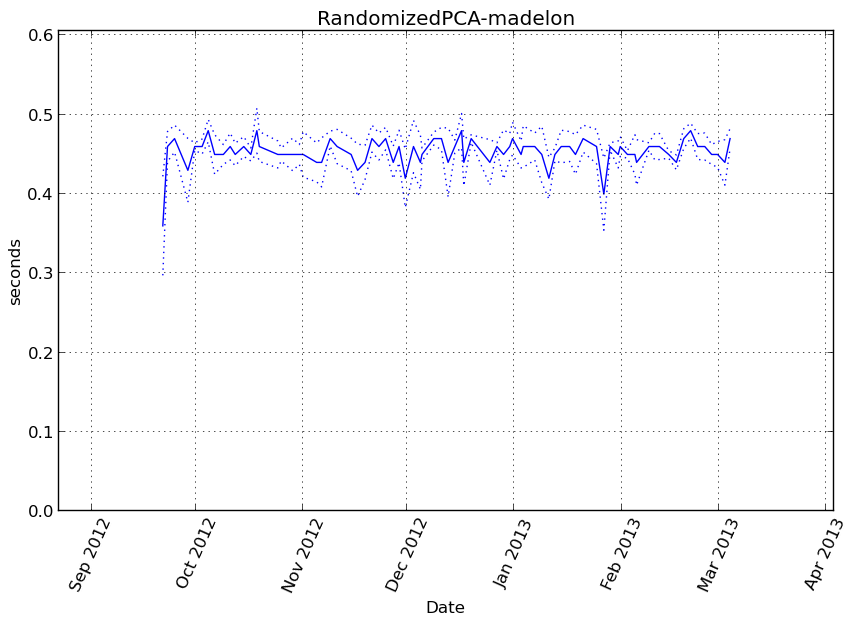 RandomizedPCA-madelon
0.6
0.5
0.4
0.3
0.2
0.1
0.0
seconds
Sep 2012
Oct 2012
Nov 2012
Dec 2012
Jan 2013
Feb 2013
Mar 2013
Apr 2013
Date